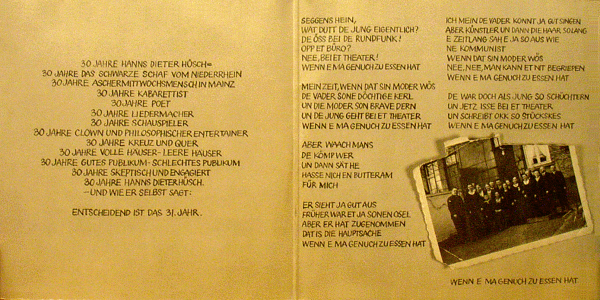 30 JAHRE HANNS DIETER HÜSCH=
30 JAHRE DAS SCHWARZE SCHAF VOM NIEDERRHEIN
30 JAHRE ASCHERMITTWOCHSMENSCH IN MAINZ
30 JAHRE KABARETTIST
30 JAHRE POET
30 JAHRE LIEDERMACHER
30 JAHRE SCHAUSPIELER
30 JAHRE CLOWN UND PHILOSOPHISCHER ENTERTAINER
30 JAHRE KREUZ UND QUER
30 JAHRE VOLLE HÄUSER-LEERE HÄUSER
30 JAHRE GUTES PUBLIKUM-SCHLECHTES PUBLIKUM
30 JAHRE SKEPTISCH UND ENGAGIERT
30 JAHRE HANNS DIETER HÜSCH.
-UND WIE ER SELBST SAGT:
ENTSCHEIDEND IST DAS 31. JAHR.
SEGGENS HEIN,
WAT DUTT DE JUNG EIGENTLICH?
DE ÖSS BEI DE RUNDFUNK!
OPP ET BÜRO?
NEE, BEI ET THEATER!
WENN E MA GENUCH ZU ESSEN HAT
MEIN ZEIT, WENN DAT SIN MODER WÖS
DE VADER SONE DÖCHTIGE KERL
UN DIE MODER SON BRAVE DERN
UN DE JUNG GEHT BEI ET THEATER
WENN E MA GENUCH ZU ESSEN HAT
ABER WAACH MANS
DE KÖMP WER
UN DANN SÄT HE
HASSE NICH EN BUTTERAM
FÜR MICH
ER SIEHT JA GUT AUS
FRÜHER WAR ET JA SONEN ÖSEL
ABER ER HAT ZUGENOMMEN
DAT IS DIE HAUPTSACHE
WENN E MA GENUCH ZU ESSEN HAT
ICH MEIN DE VADER KONNT JA GUT SINGEN
ABER KÜNSTLER UN DANN DIE HAAR SO LANG
E ZEITLANG SAH E JA SO AUS WIE
NE KOMMUNIST
WENN DAT SIN MODER WÖS
NEE, NEE, MAN KANN ET NT BEGRIEPEN
WENN E MA GENUCH ZU ESSEN HAT
DE WAR DOCH ALS JUNG SO SCHÜCHTERN
UN JETZ ISSE BEI ET THEATER
UN SCHREIBT OKK SO STÜCKSKES
WENN E MA GENUCH ZU ESSEN HAT
WENN E MA GENUCH ZU ESSEN HAT